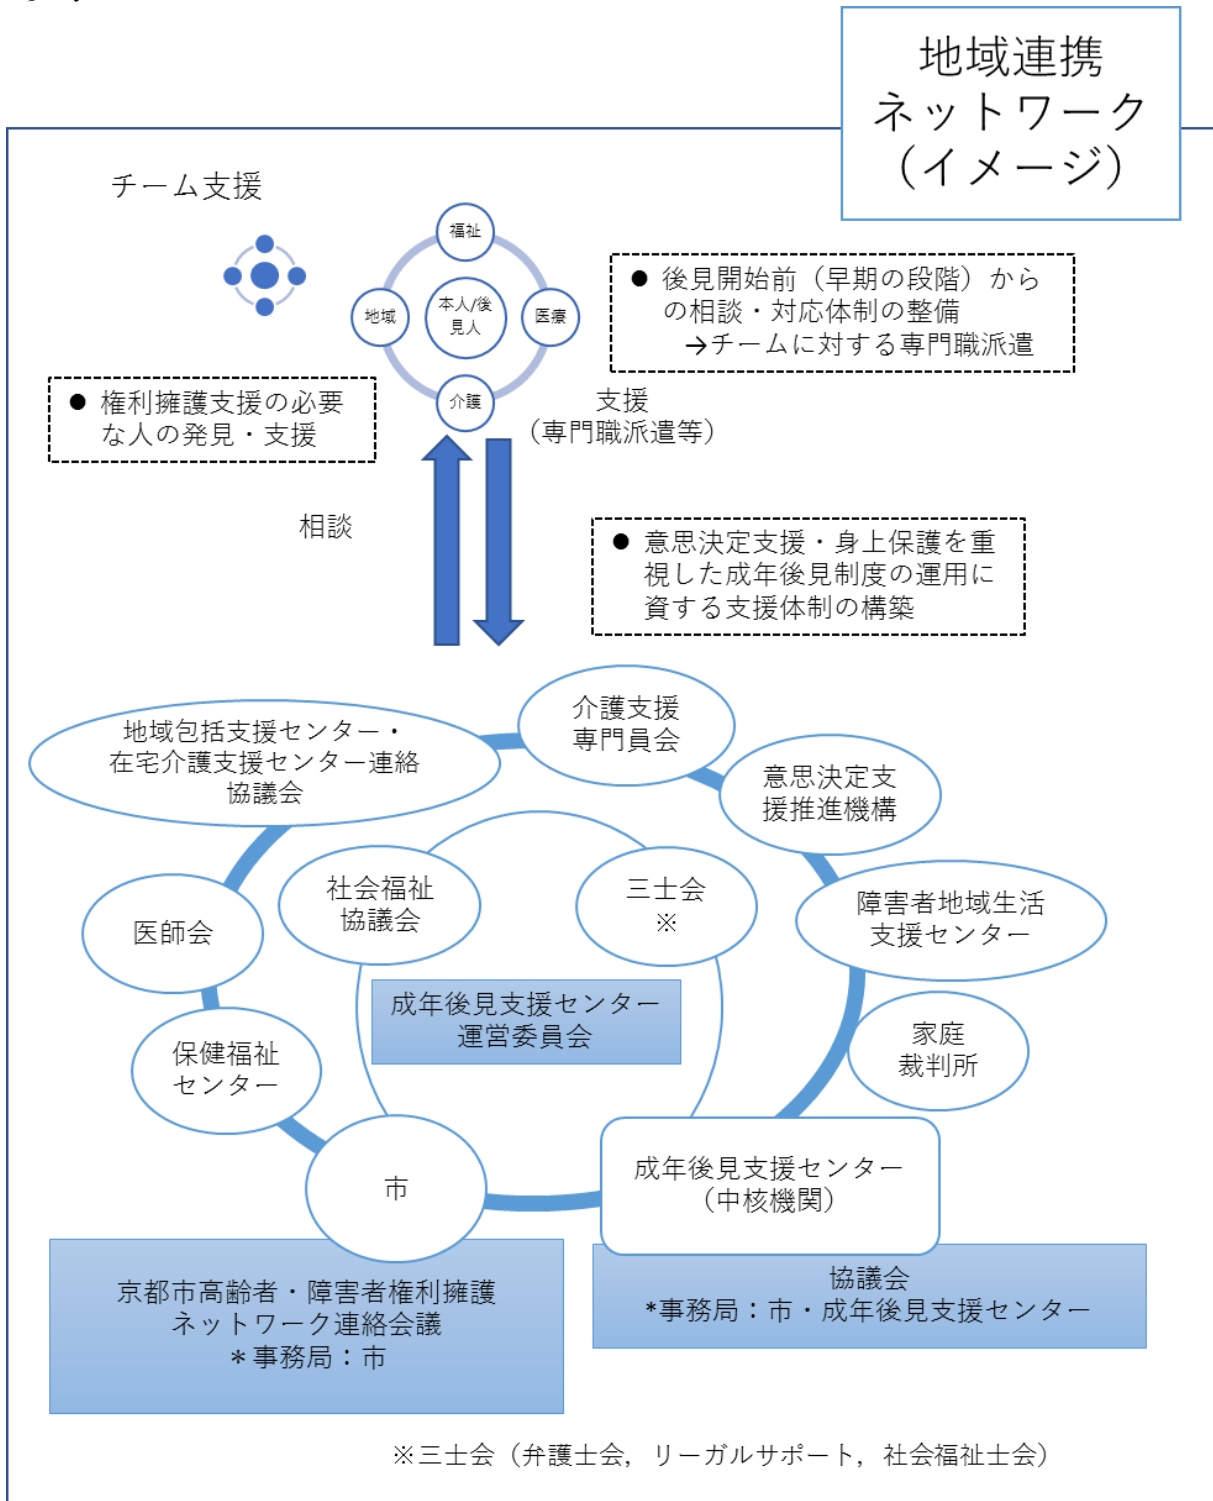 地域連携
ネットワーク
（イメージ）
チーム支援
福祉
地域
本人/後
見人
医療
介護
● 後見開始前（早期の段階）から
の相談・対応体制の整備
→チームに対する専門職派遣
● 権利擁護支援の必要
な人の発見・支援
支援
（専門職派遣等）
相談
● 意思決定支援・身上保護を重
視した成年後見制度の運用に
資する支援体制の構築
介護支援
専門員会
地域包括支援センター・
在宅介護支援センター連絡
協議会
意思決定支
援推進機構
社会福祉
協議会
三士会
※
障害者地域生活
支援センター
医師会
成年後見支援センター
運営委員会
家庭
裁判所
保健福祉
センター
市
成年後見支援センター
（中核機関）
京都市高齢者・障害者権利擁護
ネットワーク連絡会議
＊事務局：市
協議会
*事務局：市・成年後見支援センター
※三士会（弁護士会，リーガルサポート，社会福祉士会）